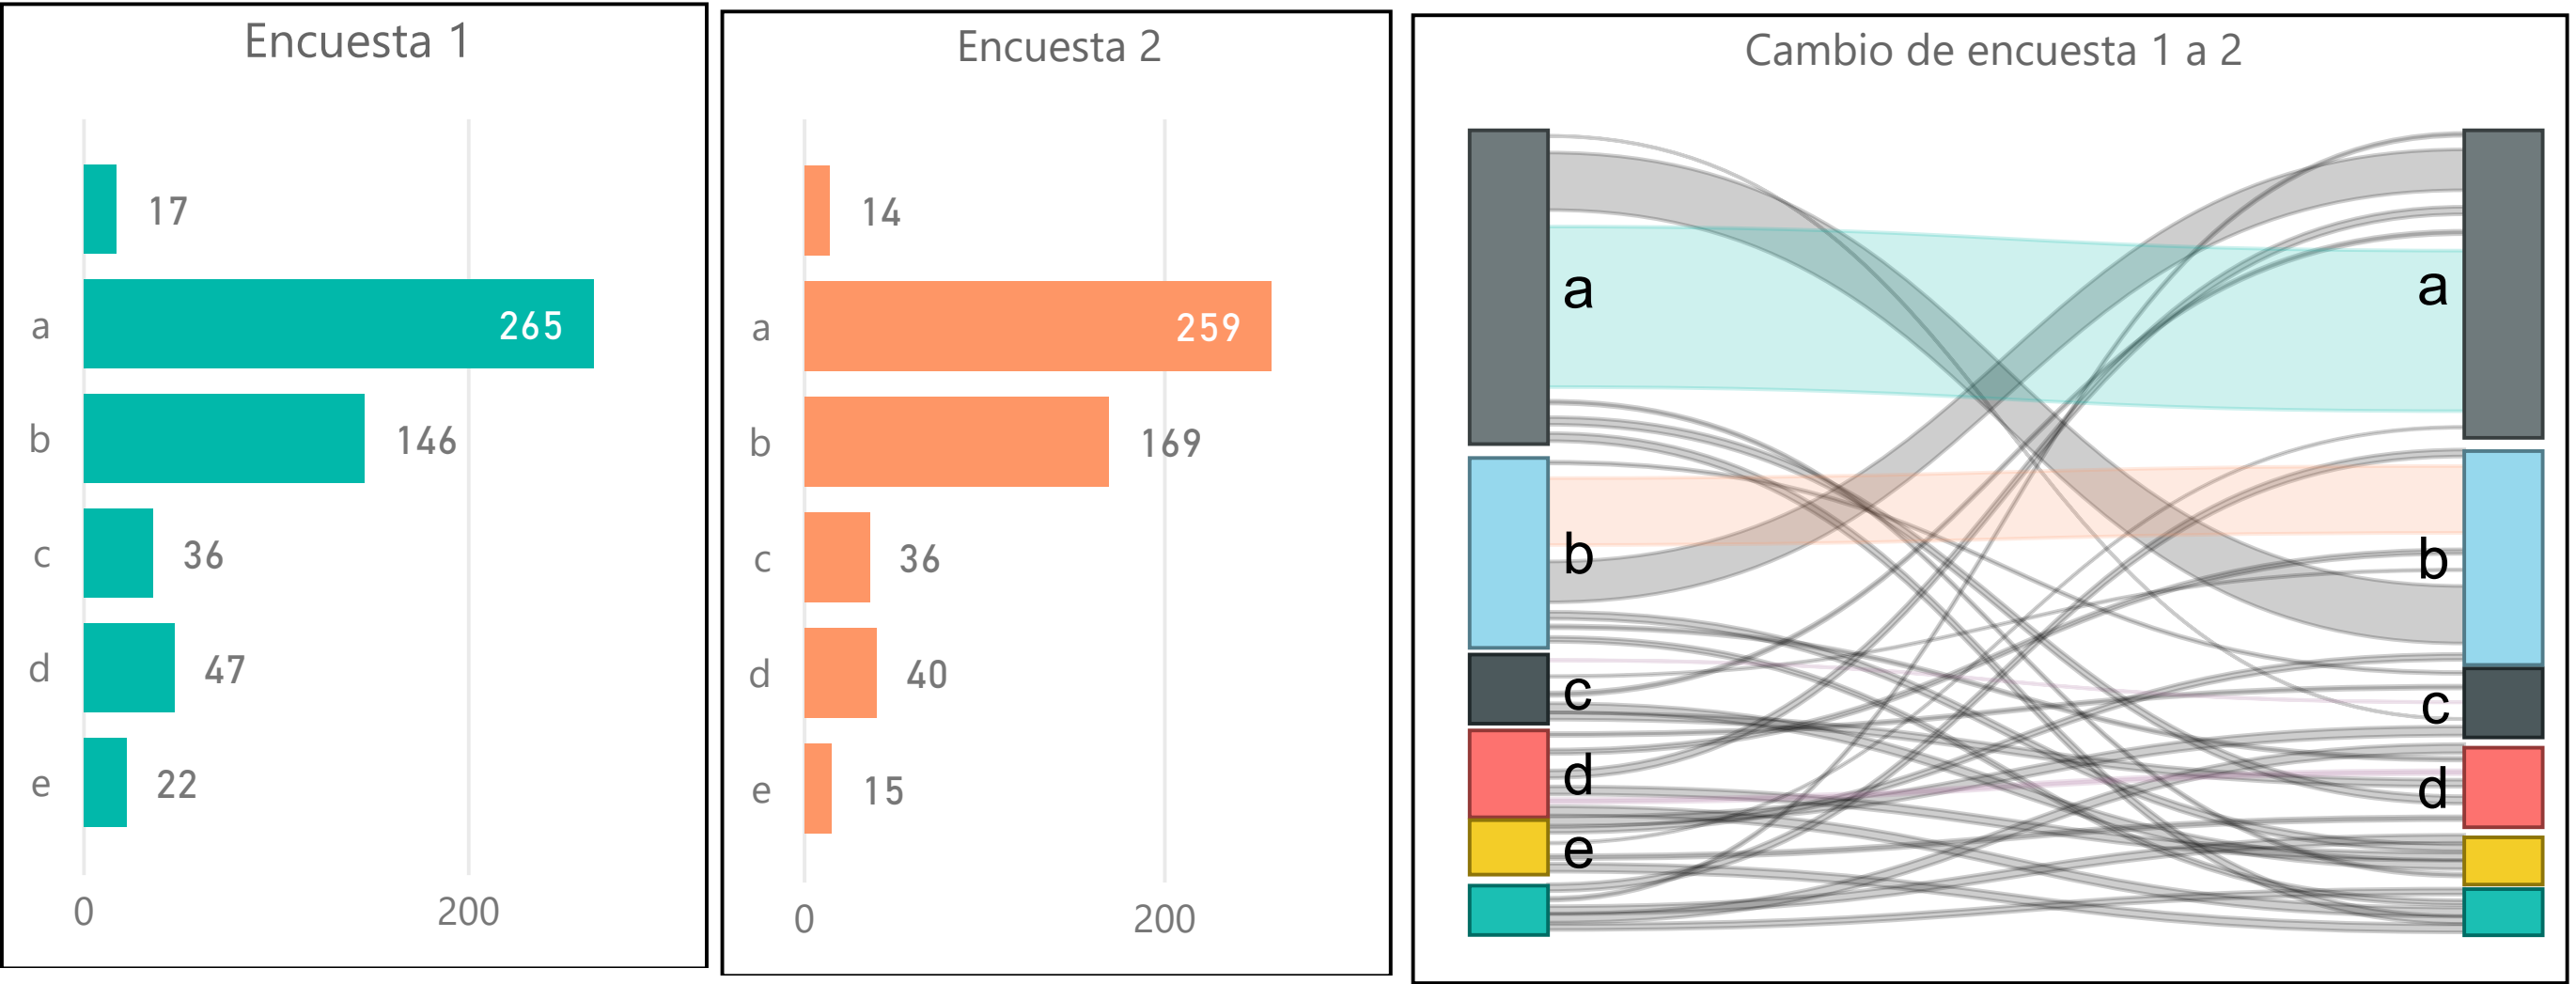 Encuesta 1
17
a 265
b 146
c 36
d 47
e 22
0 200
Encuesta 2
14
a 259
b 169
c 36
d 40
e 15
0 200
Cambio de encuesta 1 a 2
a a
b b
c c
d d
e